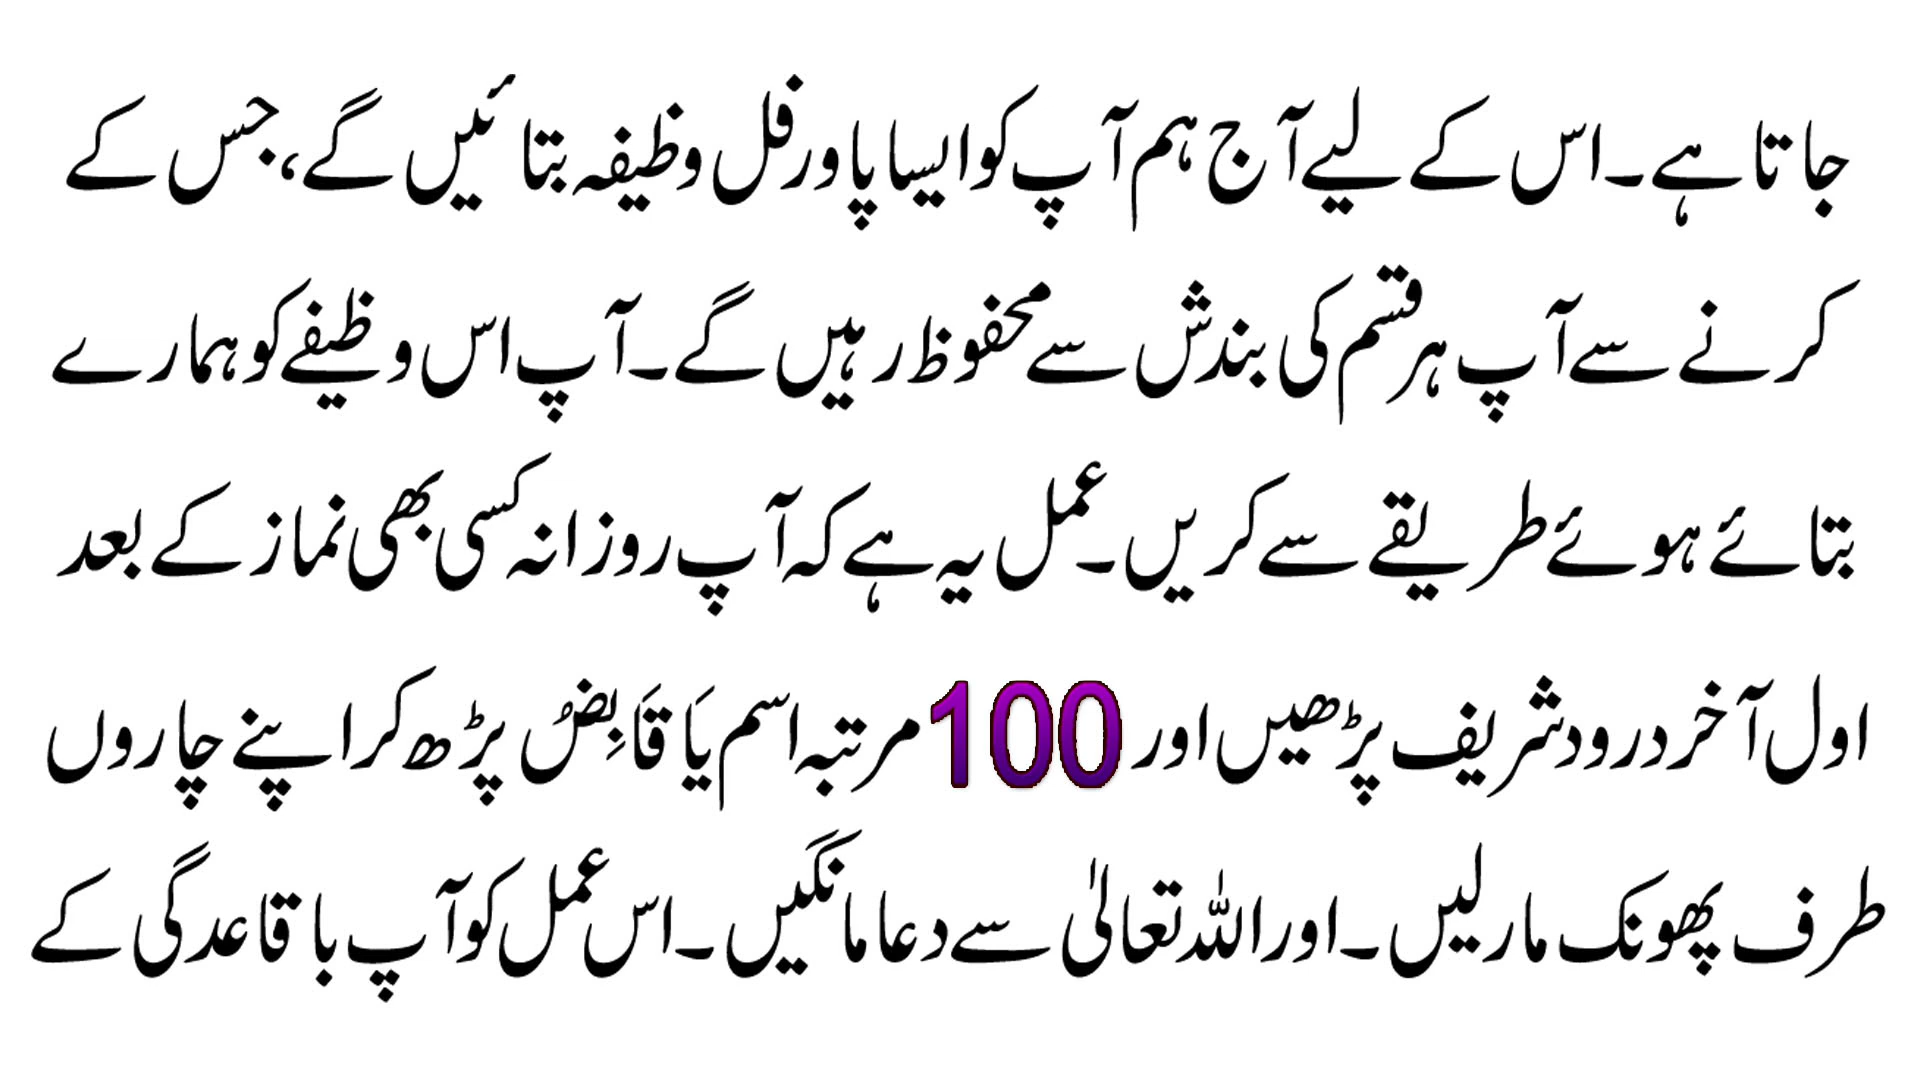 جاتا ہے۔ اس کے لیے آج ہم آپ کو ایسا پاورفل وظیفہ بتائیں گے، جس کے
کرنے سے آپ ہر قسم کی بندش سے محفوظ رہیں گے۔ آپ اس وظیفے کو ہمارے
بتائے ہوئے طریقے سے کریں۔ عمل یہ ہے کہ آپ روزانہ کسی بھی نماز کے بعد
اول آخر درود شریف پڑھیں اور 100 مرتبہ اسم یَا قَابِضُ پڑھ کر اپنے چاروں
طرف پھونک مار لیں۔ اور اللہ تعالیٰ سے دعا مانگیں۔ اس عمل کو آپ باقاعدگی کے